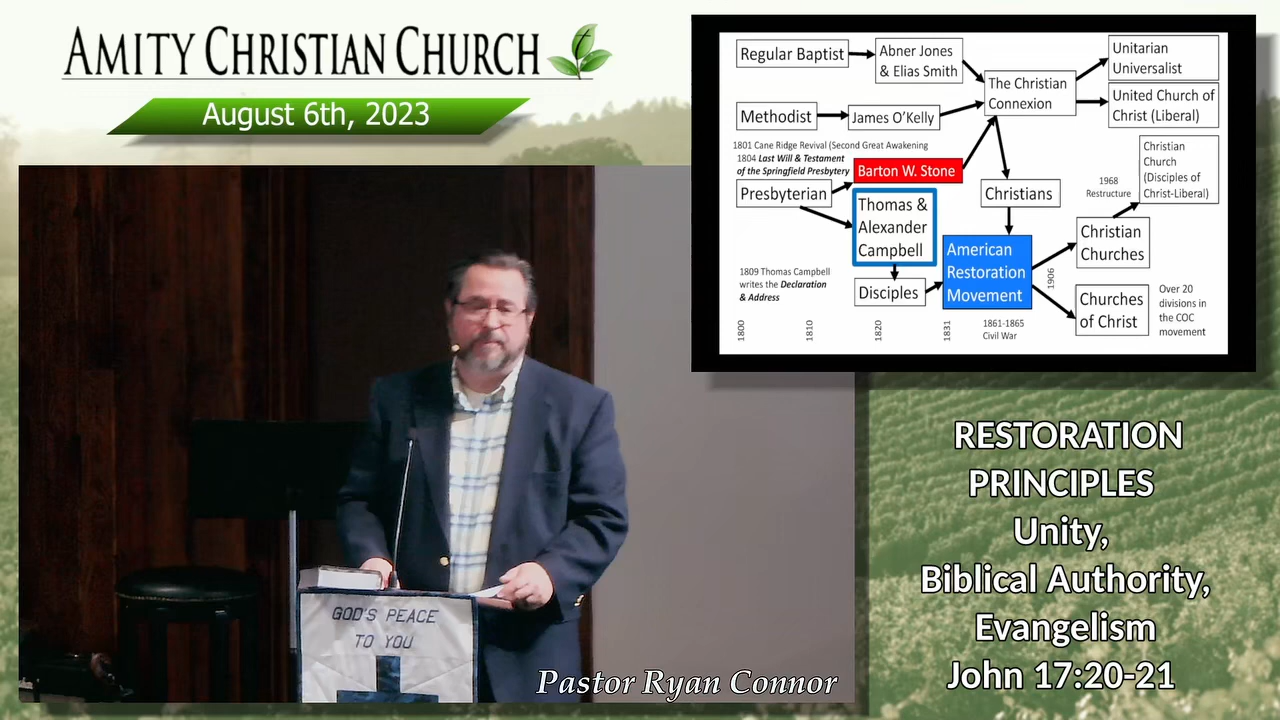 AMITY CHRISTIAN CHURCH
August 6th, 2023
Regular Baptist
Abner Jones
& Elias Smith
The Christian
Connexion
Unitarian
Universalist
United Church of
Christ (Liberal)
Methodist
James O'Kelly
1801 Cane Ridge Revival (Second Great Awakening
1804 Last Will & Testament
of the Springfield Presbytery
Barton W. Stone
Presbyterian
Thomas &
Alexander
Campbell
Christians
1968
Restructure
Christian
Church
(Disciples of
Christ-Liberal)
American
Restoration
Movement
Christian
Churches
1809 Thomas Campbell
writes the Declaration
& Address
Disciples
1906
Churches
of Christ
Over 20
divisions in
the COC
movement
1800
1810
1820
1831
1861-1865
Civil War
RESTORATION
PRINCIPLES
Unity,
Biblical Authority,
Evangelism
John 17:20-21
GOD'S PEACE
TO YOU
Pastor Ryan Connor